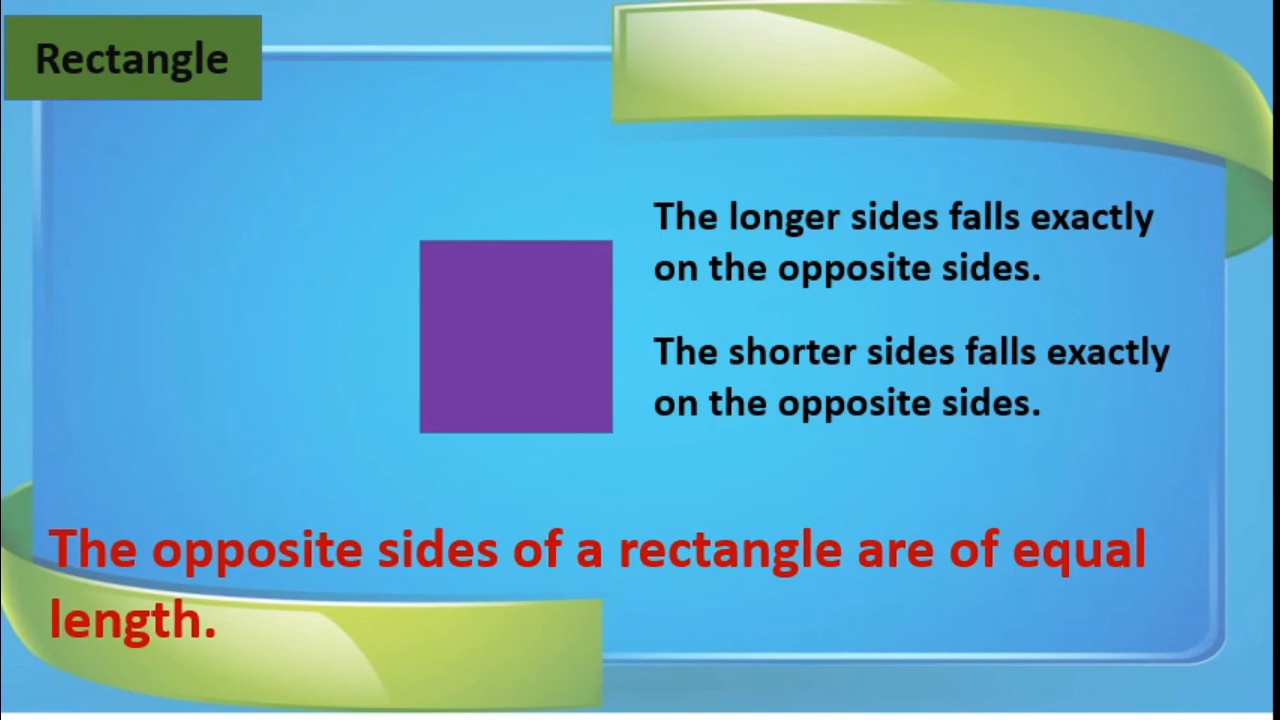 Rectangle
The longer sides falls exactly
on the opposite sides.
The shorter sides falls exactly
on the opposite sides.
The opposite sides of a rectangle are of equal
length.